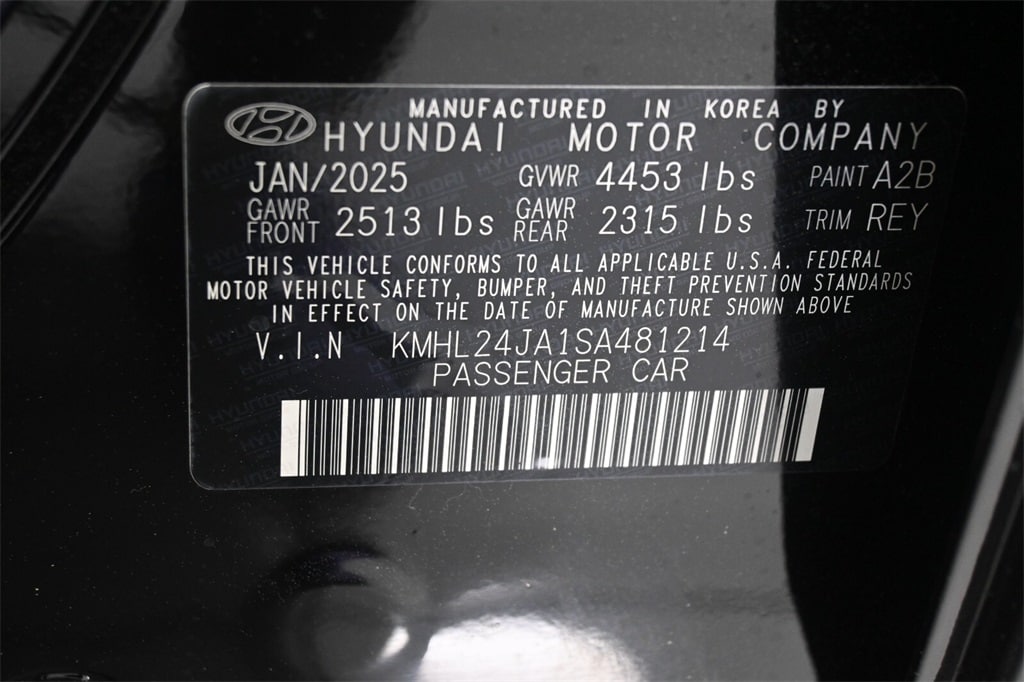 MANUFACTURED IN KOREA BY
HYUNDAI MOTOR COMPANY
JAN/2025 GVWR 4453 lbs PAINT A2B
GAWR FRONT 2513 lbs GAWR REAR 2315 lbs TRIM REY
THIS VEHICLE CONFORMS TO ALL APPLICABLE U.S.A. FEDERAL
MOTOR VEHICLE SAFETY, BUMPER, AND THEFT PREVENTION STANDARDS
IN EFFECT ON THE DATE OF MANUFACTURE SHOWN ABOVE
V.I.N KMHL24JA1SA481214
PASSENGER CAR